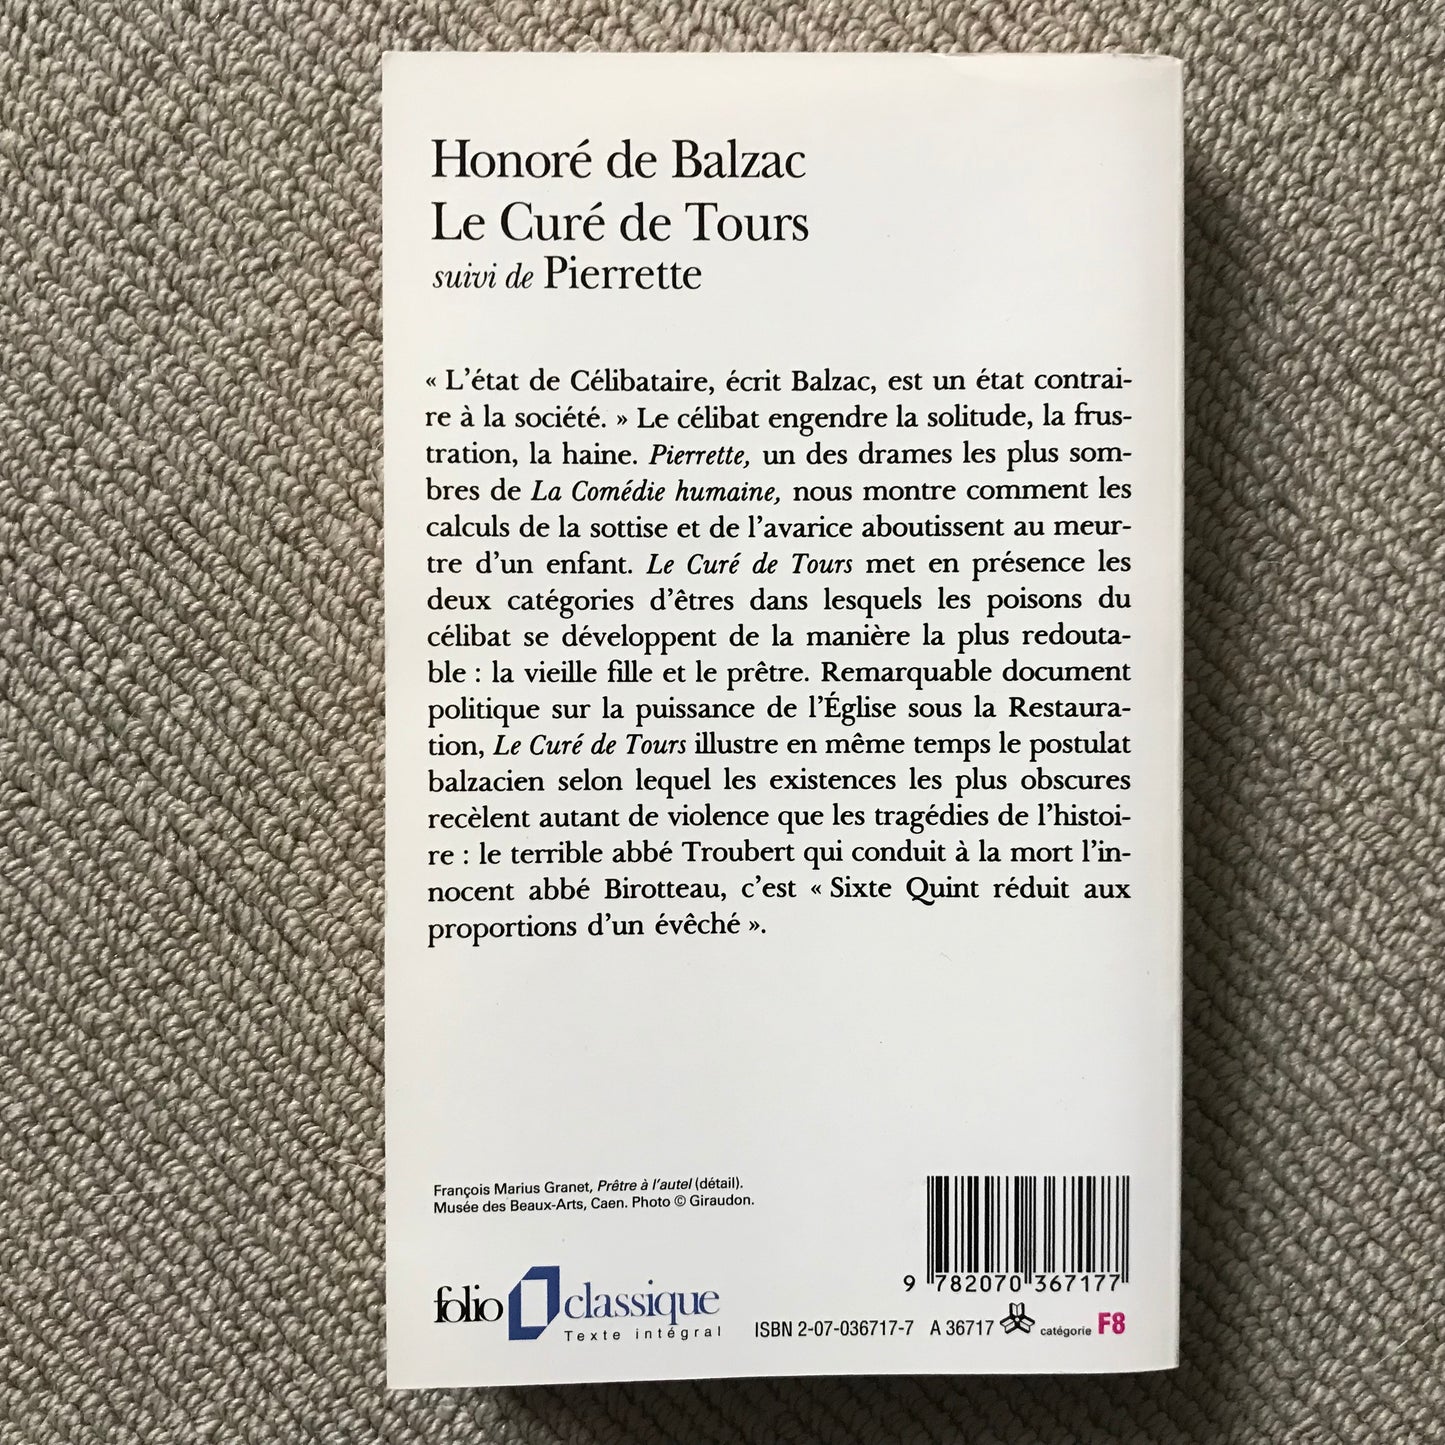 Honoré de Balzac
Le Curé de Tours
suivi de Pierrette
« L'état de Célibataire, écrit Balzac, est un état contrai-
re à la société. » Le célibat engendre la solitude, la frus-
tration, la haine. Pierrette, un des drames les plus som-
bres de La Comédie humaine, nous montre comment les
calculs de la sottise et de l'avarice aboutissent au meur-
tre d'un enfant. Le Curé de Tours met en présence les
deux catégories d'êtres dans lesquels les poisons du
célibat se développent de la manière la plus redouta-
ble : la vieille fille et le prêtre. Remarquable document
politique sur la puissance de l'Église sous la Restaura-
tion, Le Curé de Tours illustre en même temps le postulat
balzacien selon lequel les existences les plus obscures
recèlent autant de violence que les tragédies de l'histoi-
re : le terrible abbé Troubert qui conduit à la mort l'in-
nocent abbé Birotteau, c'est « Sixte Quint réduit aux
proportions d'un évêché ».
François Marius Granet, Prêtre à l'autel (détail).
Musée des Beaux-Arts, Caen. Photo © Giraudon.
9 782070 367177
folio classique
Texte intégral
ISBN 2-07-036717-7 A 36717 catégorie F8